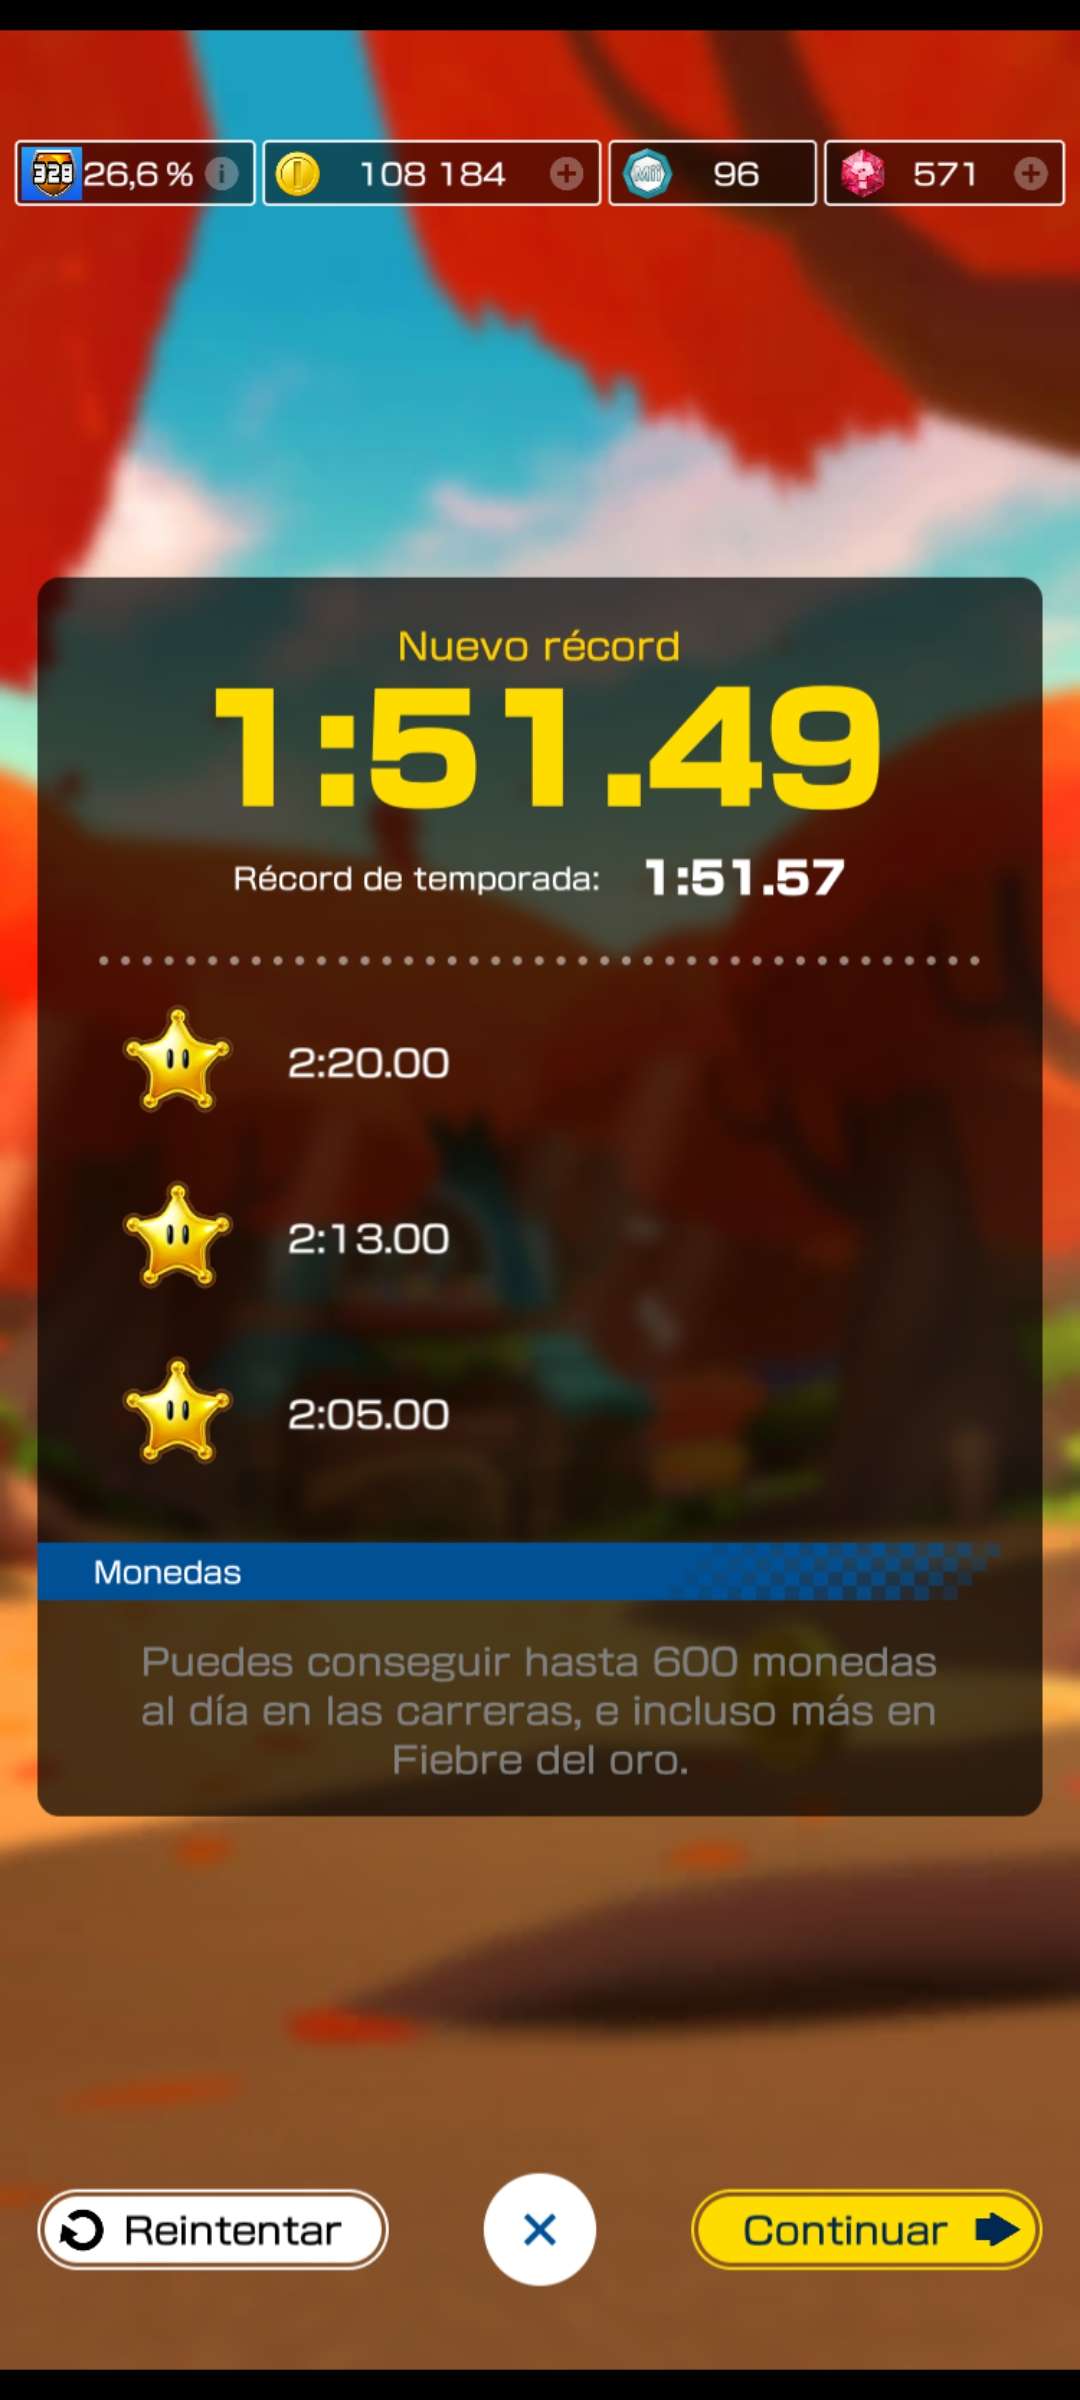 328 26,6 % i 108 184 + Mii 96 571 +
Nuevo récord
1:51.49
Récord de temporada: 1:51.57
2:20.00
2:13.00
2:05.00
Monedas
Puedes conseguir hasta 600 monedas
al día en las carreras, e incluso más en
Fiebre del oro.
Reintentar × Continuar